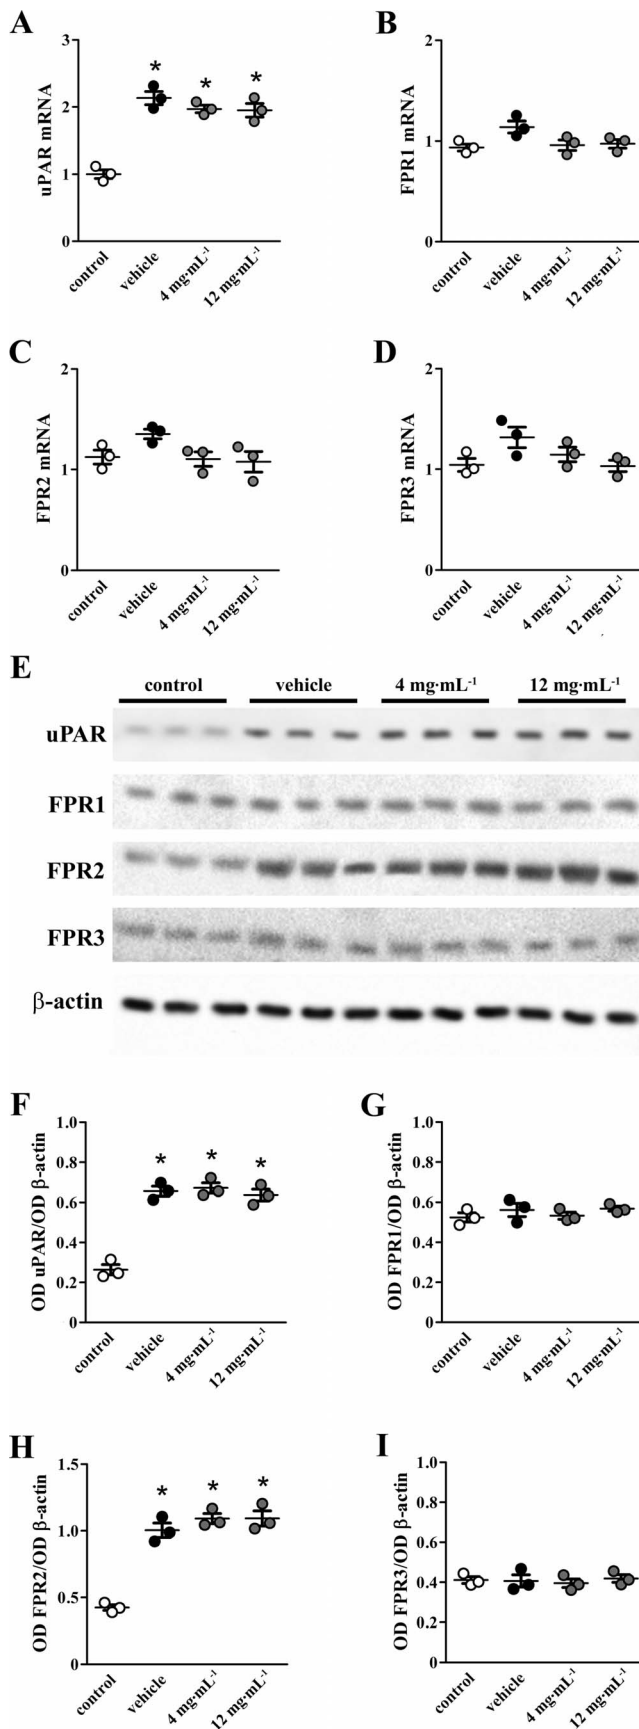 A
uPAR mRNA
3
2
1
0
* * *
control
vehicle
4 mg·mL-1
12 mg·mL-1
B
FPR1 mRNA
2
1
0
control
vehicle
4 mg·mL-1
12 mg·mL-1
C
FPR2 mRNA
2
1
0
control
vehicle
4 mg·mL-1
12 mg·mL-1
D
FPR3 mRNA
2
1
0
control
vehicle
4 mg·mL-1
12 mg·mL-1
E
control vehicle 4 mg·mL-1 12 mg·mL-1
uPAR
FPR1
FPR2
FPR3
β-actin
F
OD uPAR/OD β-actin
1.0
0.8
0.6
0.4
0.2
0
* * *
control
vehicle
4 mg·mL-1
12 mg·mL-1
G
OD FPR1/OD β-actin
1.0
0.8
0.6
0.4
0.2
0
control
vehicle
4 mg·mL-1
12 mg·mL-1
H
OD FPR2/OD β-actin
1.5
1.0
0.5
0
* * *
control
vehicle
4 mg·mL-1
12 mg·mL-1
I
OD FPR3/OD β-actin
1.0
0.8
0.6
0.4
0.2
0
control
vehicle
4 mg·mL-1
12 mg·mL-1